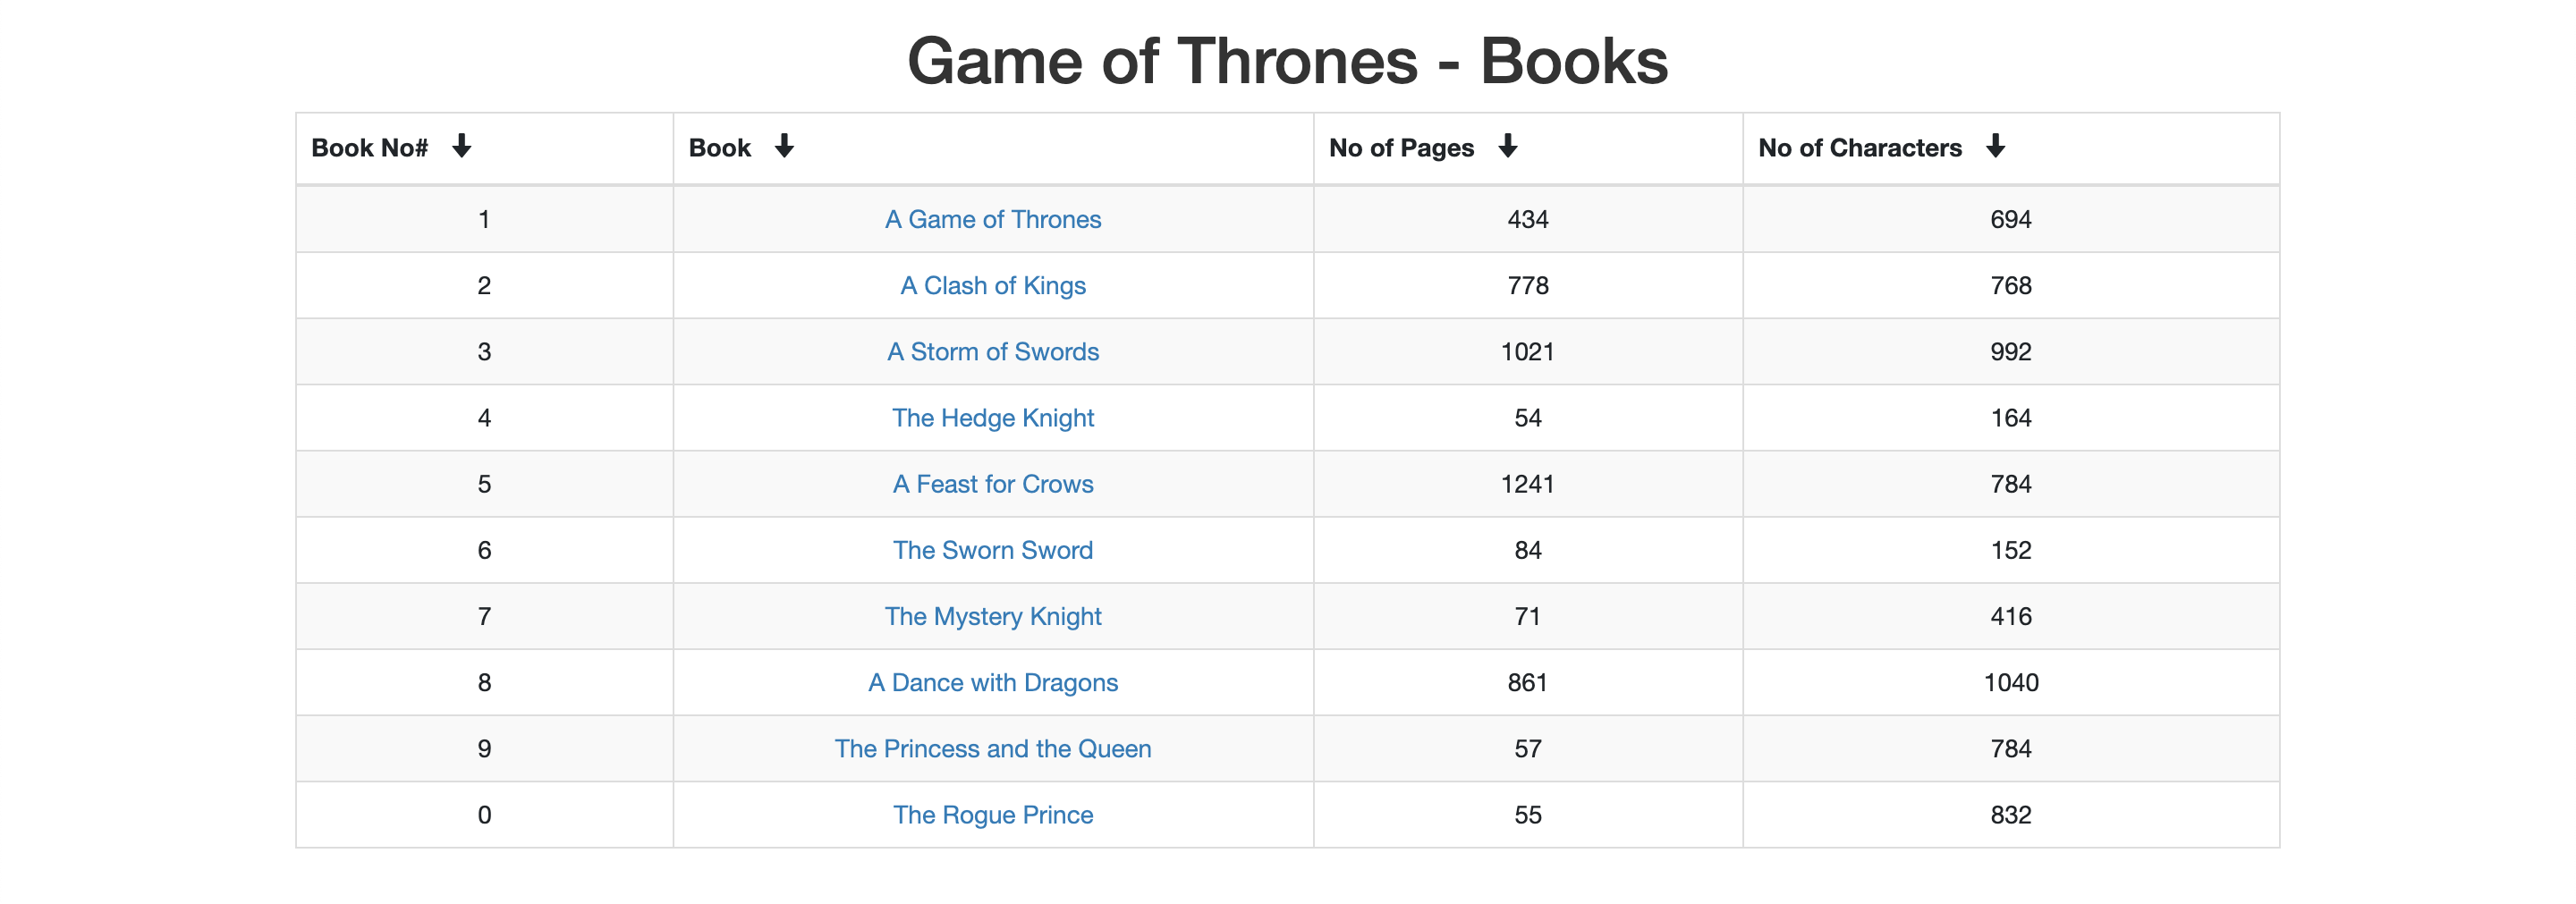 Game of Thrones - Books
Book No# Book No of Pages No of Characters
1 A Game of Thrones 434 694
2 A Clash of Kings 778 768
3 A Storm of Swords 1021 992
4 The Hedge Knight 54 164
5 A Feast for Crows 1241 784
6 The Sworn Sword 84 152
7 The Mystery Knight 71 416
8 A Dance with Dragons 861 1040
9 The Princess and the Queen 57 784
0 The Rogue Prince 55 832